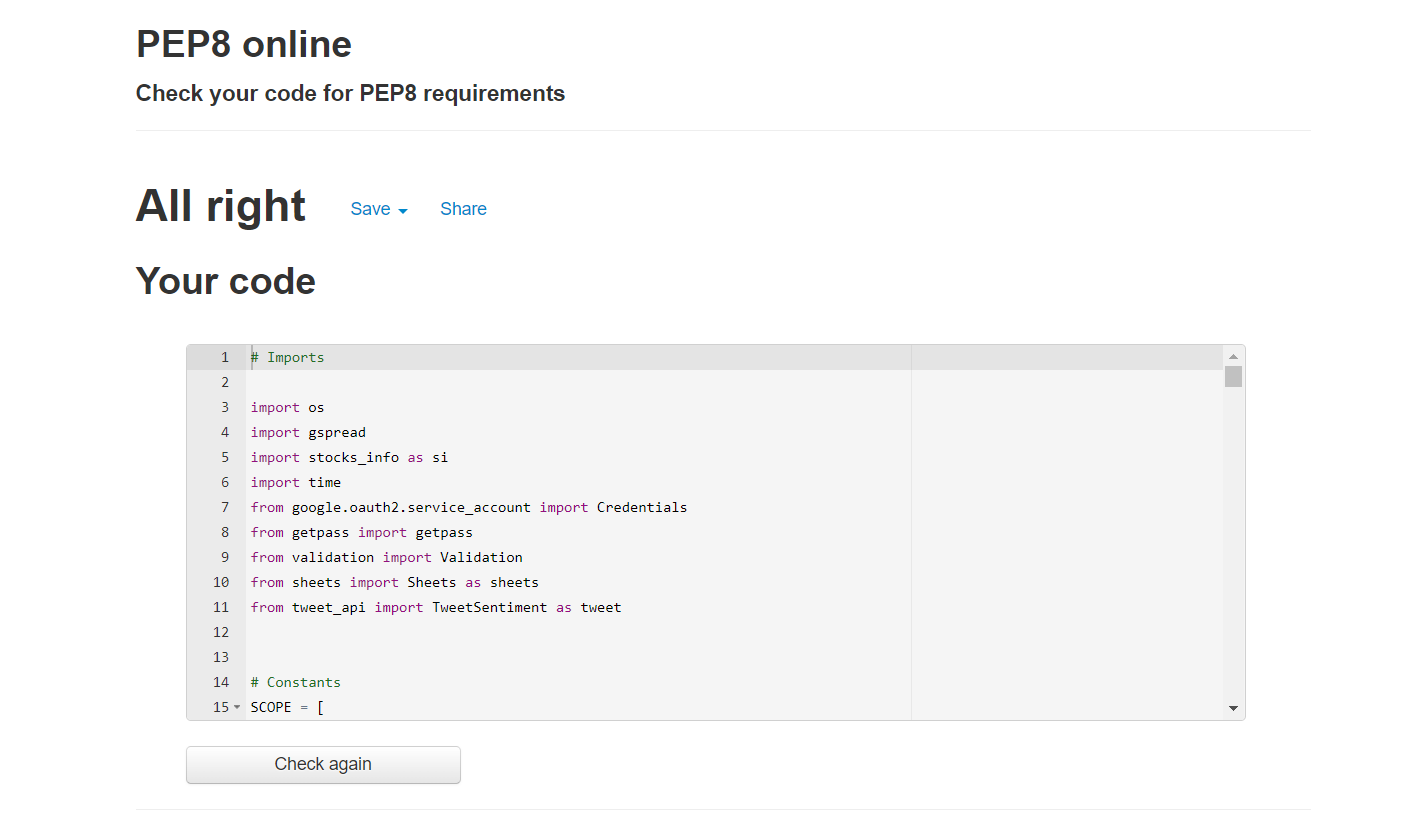 PEP8 online
Check your code for PEP8 requirements
All right Save Share
Your code
1 # Imports
2
3 import os
4 import gspread
5 import stocks_info as si
6 import time
7 from google.oauth2.service_account import Credentials
8 from getpass import getpass
9 from validation import Validation
10 from sheets import Sheets as sheets
11 from tweet_api import TweetSentiment as tweet
12
13
14 # Constants
15 SCOPE = [
Check again